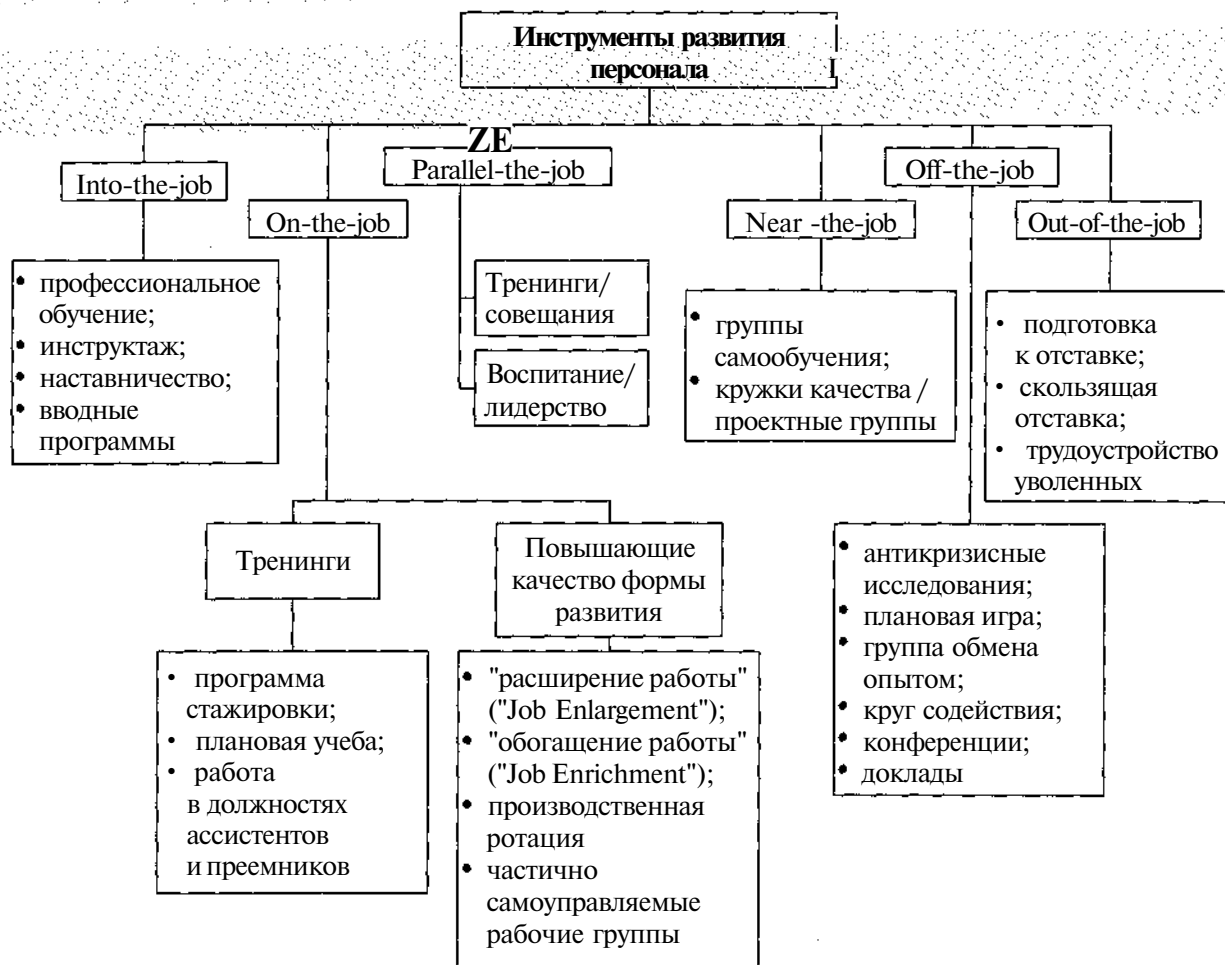 Инструменты развития
персонала
ZE
Into-the-job
On-the-job
Parallel-the-job
Near -the-job
Off-the-job
Out-of-the-job
• профессиональное
обучение;
• инструктаж;
• наставничество;
• вводные
программы
Тренинги/
совещания
Воспитание/
лидерство
• группы
самообучения;
• кружки качества /
проектные группы
• подготовка
к отставке;
• скользящая
отставка;
• трудоустройство
уволенных
Тренинги
Повышающие
качество формы
развития
• программа
стажировки;
• плановая учеба;
• работа
в должностях
ассистентов
и преемников
• "расширение работы"
("Job Enlargement");
• "обогащение работы"
("Job Enrichment");
• производственная
ротация
• частично
самоуправляемые
рабочие группы
• антикризисные
исследования;
• плановая игра;
• группа обмена
опытом;
• круг содействия;
• конференции;
• доклады